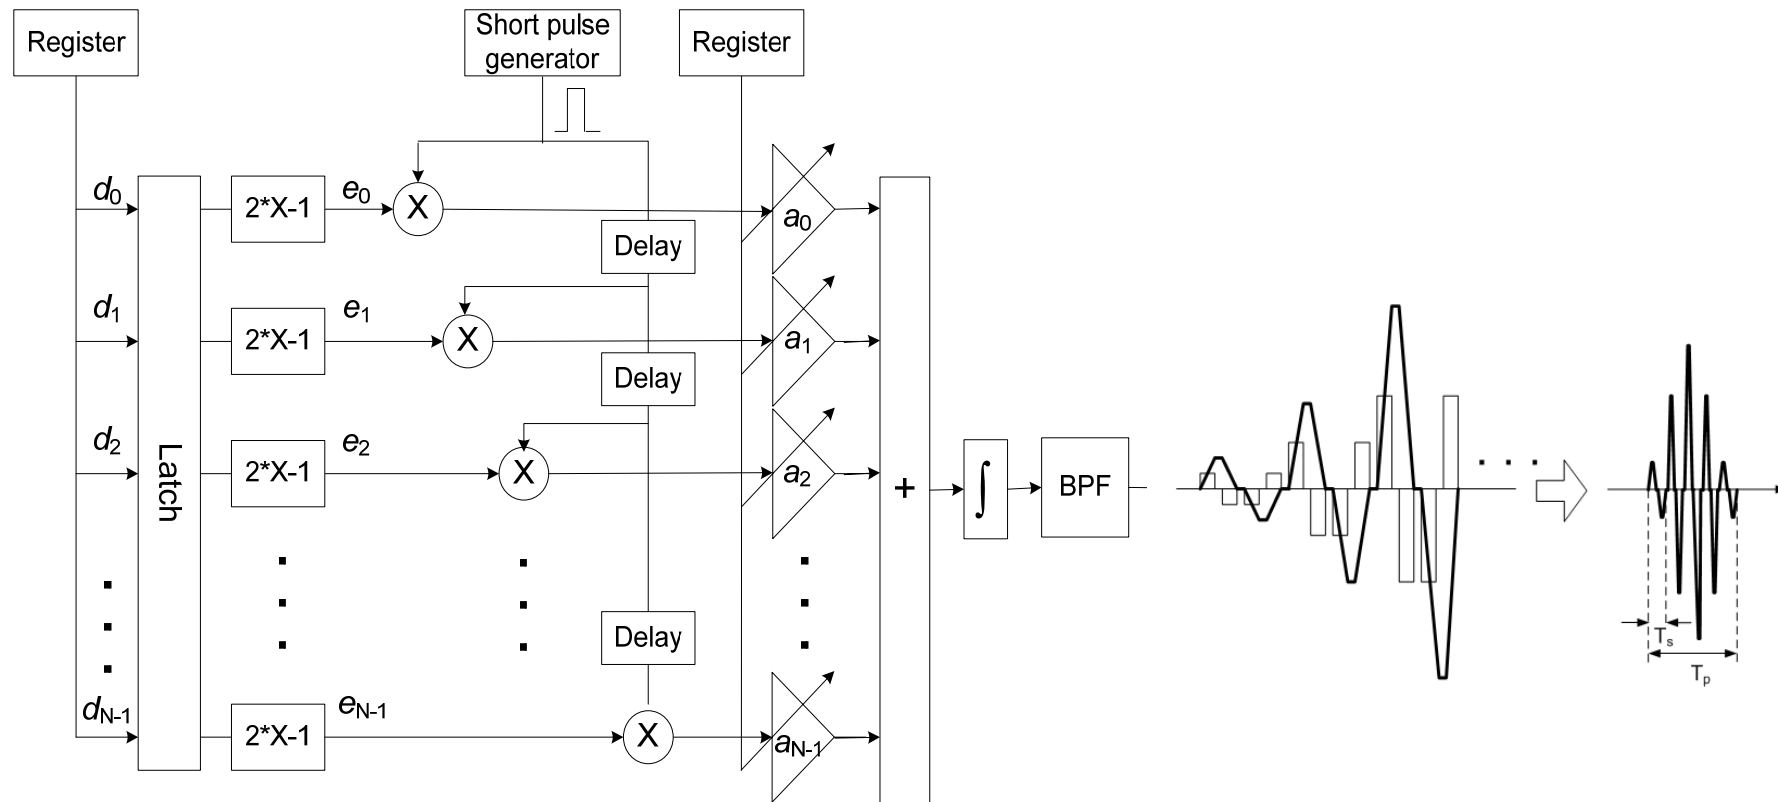 Register
Short pulse
generator
Register
d0
2*X-1
e0
X
a0
Delay
d1
2*X-1
e1
X
a1
Delay
d2
2*X-1
e2
X
a2
Latch
+
∫
BPF
. . .
Delay
Ts
Tp
dN-1
2*X-1
eN-1
X
aN-1